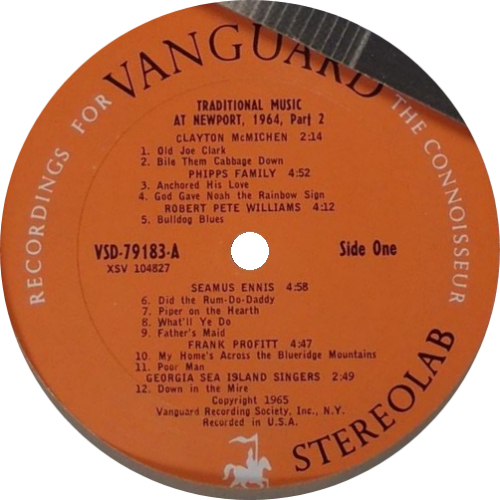 RECORDINGS FOR VANGUARD THE CONNOISSEUR
TRADITIONAL MUSIC
AT NEWPORT, 1964, Part 2
CLAYTON McMICHEN 2:14
1. Old Joe Clark
2. Bile Them Cabbage Down
PHIPPS FAMILY 4:52
3. Anchored His Love
4. God Gave Noah the Rainbow Sign
ROBERT PETE WILLIAMS 4:12
5. Bulldog Blues
VSD-79183-A Side One
XSV 104827
SEAMUS ENNIS 4:58
6. Did the Rum-Do-Daddy
7. Piper on the Hearth
8. What'll Ye Do
9. Father's Maid
FRANK PROFITT 4:47
10. My Home's Across the Blueridge Mountains
11. Poor Man
GEORGIA SEA ISLAND SINGERS 2:49
12. Down in the Mire
Copyright 1965
Vanguard Recording Society, Inc., N.Y.
Recorded in U.S.A.
STEREOLAB